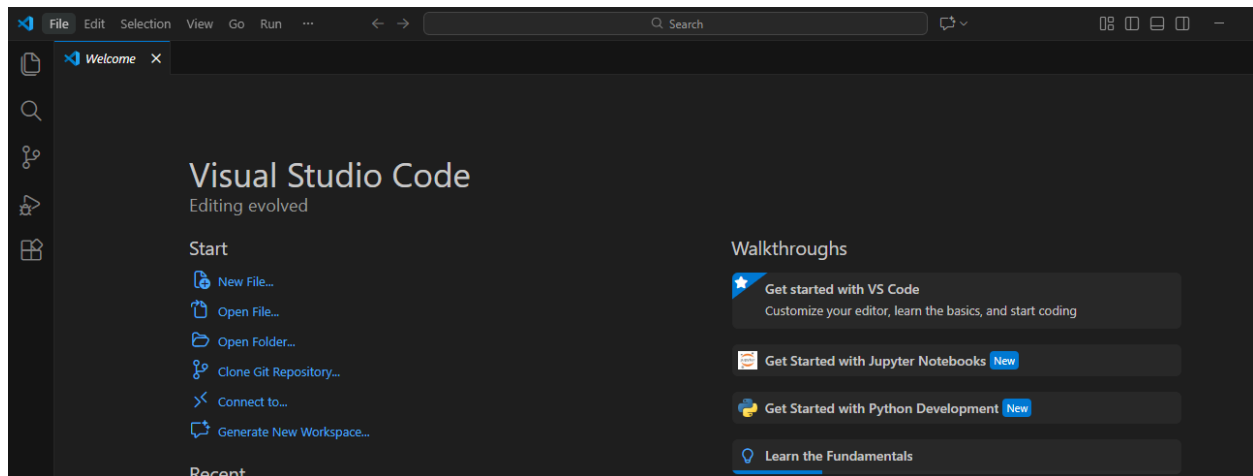 File Edit Selection View Go Run ··· Search
Welcome
Visual Studio Code
Editing evolved
Start
New File...
Open File...
Open Folder...
Clone Git Repository...
Connect to...
Generate New Workspace...
Recent
Walkthroughs
Get started with VS Code
Customize your editor, learn the basics, and start coding
Get Started with Jupyter Notebooks New
Get Started with Python Development New
Learn the Fundamentals